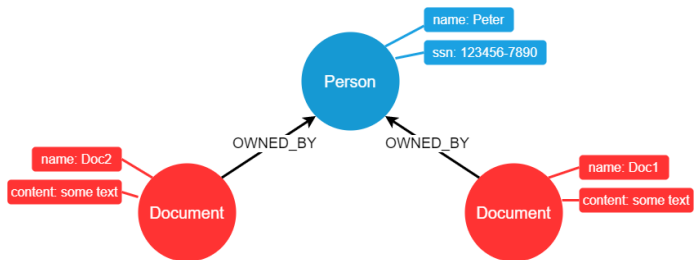 name: Peter
ssn: 123456-7890
Person
OWNED_BY
OWNED_BY
name: Doc2
content: some text
Document
name: Doc1
content: some text
Document